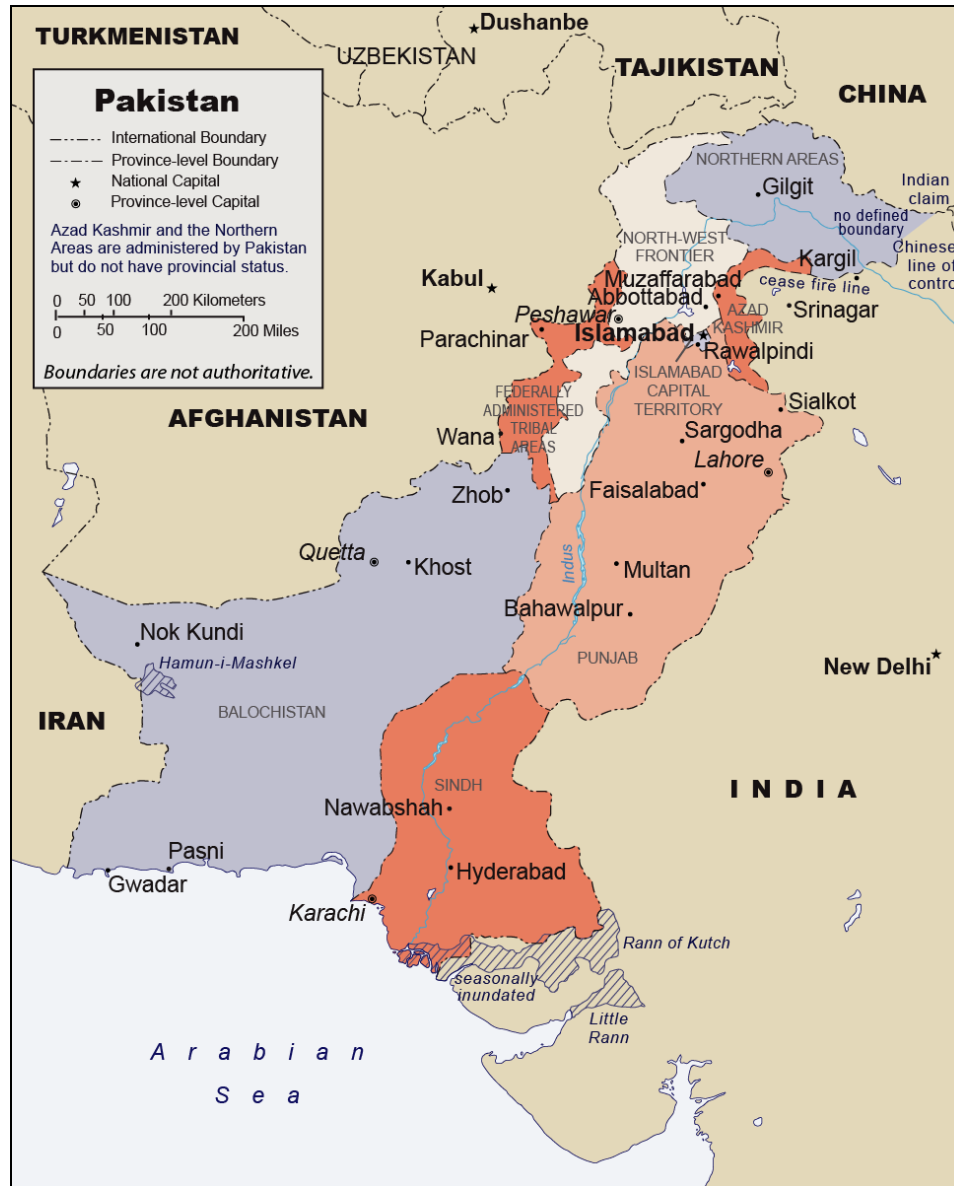 TURKMENISTAN
UZBEKISTAN
Dushanbe
TAJIKISTAN
CHINA
Pakistan
International Boundary
Province-level Boundary
National Capital
Province-level Capital
Azad Kashmir and the Northern
Areas are administered by Pakistan
but do not have provincial status.
0 50 100 200 Kilometers
0 50 100 200 Miles
Boundaries are not authoritative.
NORTHERN AREAS
Gilgit
Indian
claim
no defined
boundary
Chinese
line of
control
Kargil
cease fire line
NORTH-WEST
FRONTIER
Kabul
Muzaffarabad
Abbottabad
AZAD
KASHMIR
Srinagar
Peshawar
Islamabad
Parachinar
Rawalpindi
ISLAMABAD
CAPITAL
TERRITORY
AFGHANISTAN
FEDERALLY
ADMINISTERED
TRIBAL
AREAS
Sialkot
Wana
Sargodha
Lahore
Zhob
Faisalabad
Quetta
Khost
Indus
Multan
Bahawalpur
Nok Kundi
Hamun-i-Mashkel
PUNJAB
New Delhi
IRAN
BALOCHISTAN
SINDH
INDIA
Nawabshah
Pasni
Gwadar
Hyderabad
Karachi
Rann of Kutch
seasonally
inundated
Little
Rann
Arabian
Sea